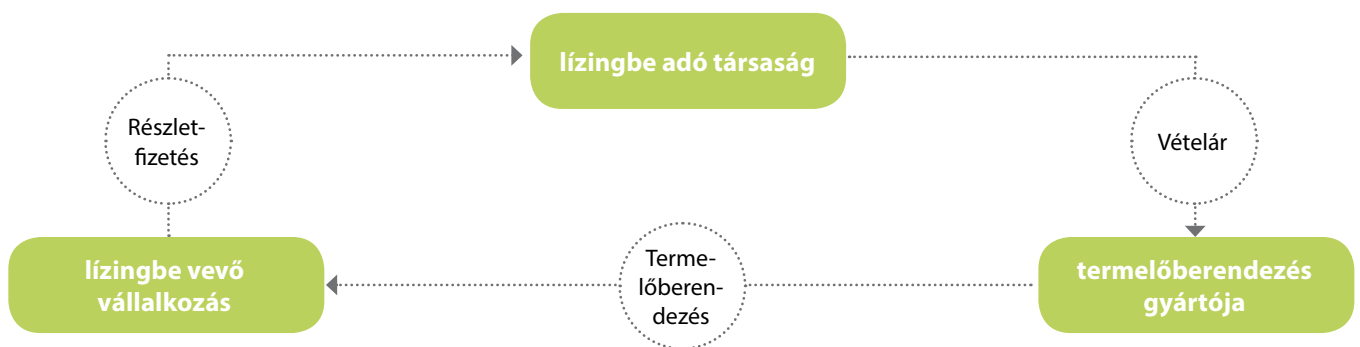 lízingbe adó társaság
Részlet-
fizetés
Vételár
lízingbe vevő
vállalkozás
Terme-
lőberen-
dezés
termelőberendezés
gyártója